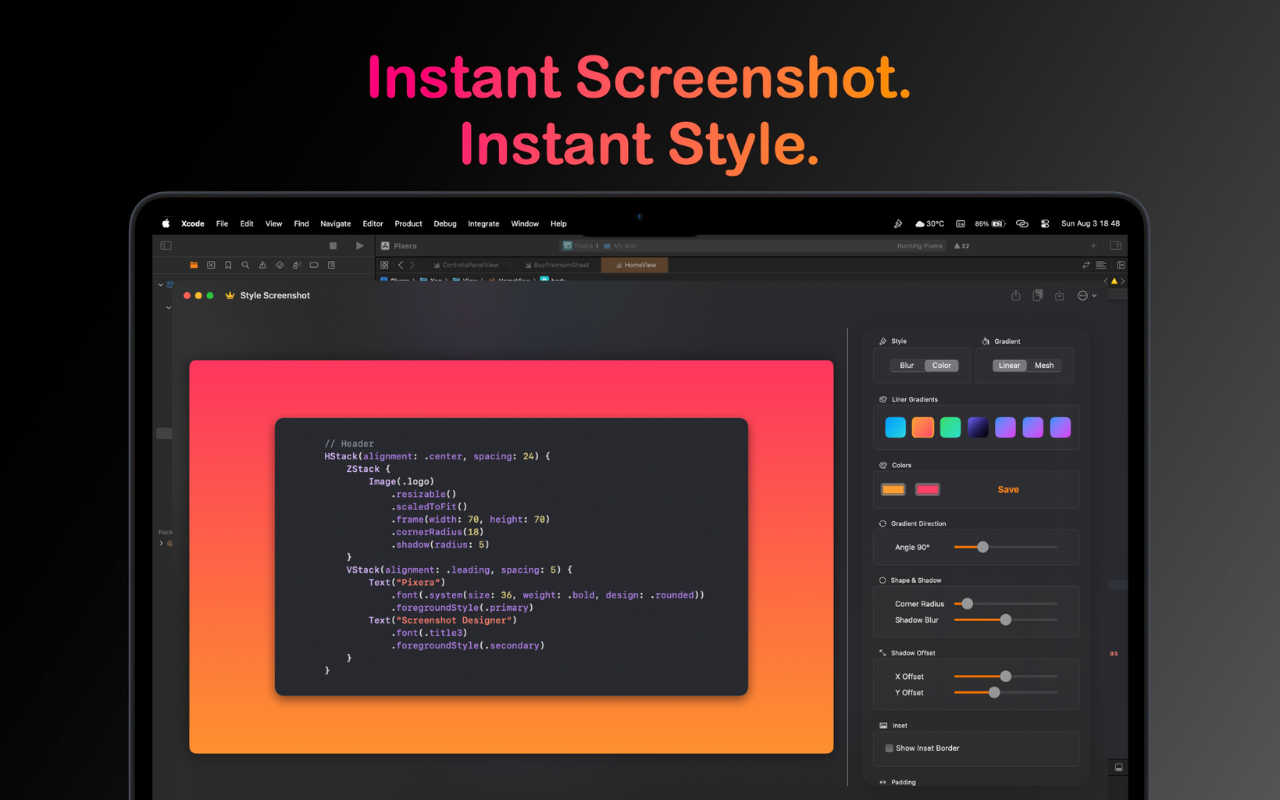 Instant Screenshot.
Instant Style.
Xcode File Edit View Find Navigate Editor Product Debug Integrate Window Help
30°C 85% Sun Aug 3 18 48
Pixera
Pixera My Mac
Running Pixera
22
ControlsPanelView BuyPremiumSheet HomeView
Style Screenshot
Style
Gradient
Blur Color
Linear Mesh
Liner Gradients
Colors
Save
Gradient Direction
Angle 90°
Shape & Shadow
Corner Radius
Shadow Blur
Shadow Offset
X Offset
Y Offset
Inset
Show Inset Border
Padding
// Header
HStack(alignment: .center, spacing: 24) {
ZStack {
Image(.logo)
.resizable()
.scaledToFit()
.frame(width: 70, height: 70)
.cornerRadius(18)
.shadow(radius: 5)
}
VStack(alignment: .leading, spacing: 5) {
Text("Pixera")
.font(.system(size: 36, weight: .bold, design: .rounded))
.foregroundStyle(.primary)
Text("Screenshot Designer")
.font(.title3)
.foregroundStyle(.secondary)
}
}
Pack
as